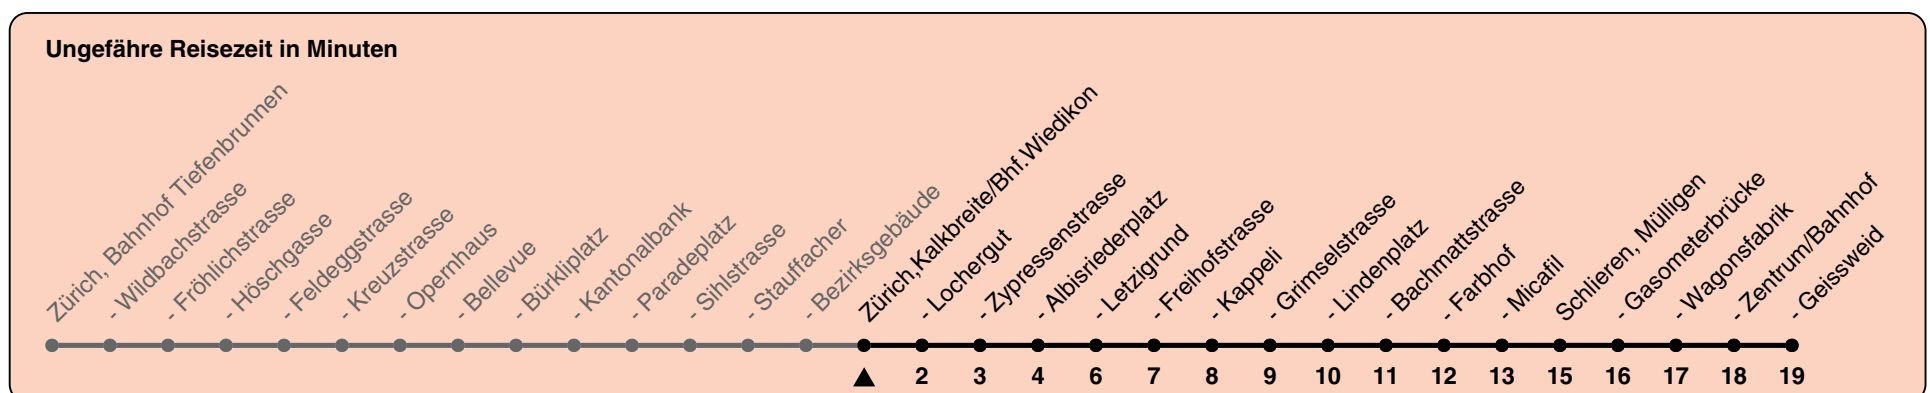 Ungefähre Reisezeit in Minuten
Zürich, Bahnhof Tiefenbrunnen
- Wildbachstrasse
- Fröhlichstrasse
- Höschgasse
- Feldeggstrasse
- Kreuzstrasse
- Opernhaus
- Bellevue
- Bürkliplatz
- Kantonalbank
- Paradeplatz
- Sihlstrasse
- Stauffacher
- Bezirksgebäude
Zürich,Kalkbreite/Bhf.Wiedikon
- Lochergut
- Zypressenstrasse
- Albisriederplatz
- Letzigrund
- Freihofstrasse
- Kappeli
- Grimselstrasse
- Lindenplatz
- Bachmattstrasse
- Farbhof
- Micafil
Schlieren, Mülligen
- Gasometerbrücke
- Wagonsfabrik
- Zentrum/Bahnhof
- Geissweid
2 3 4 6 7 8 9 10 11 12 13 15 16 17 18 19